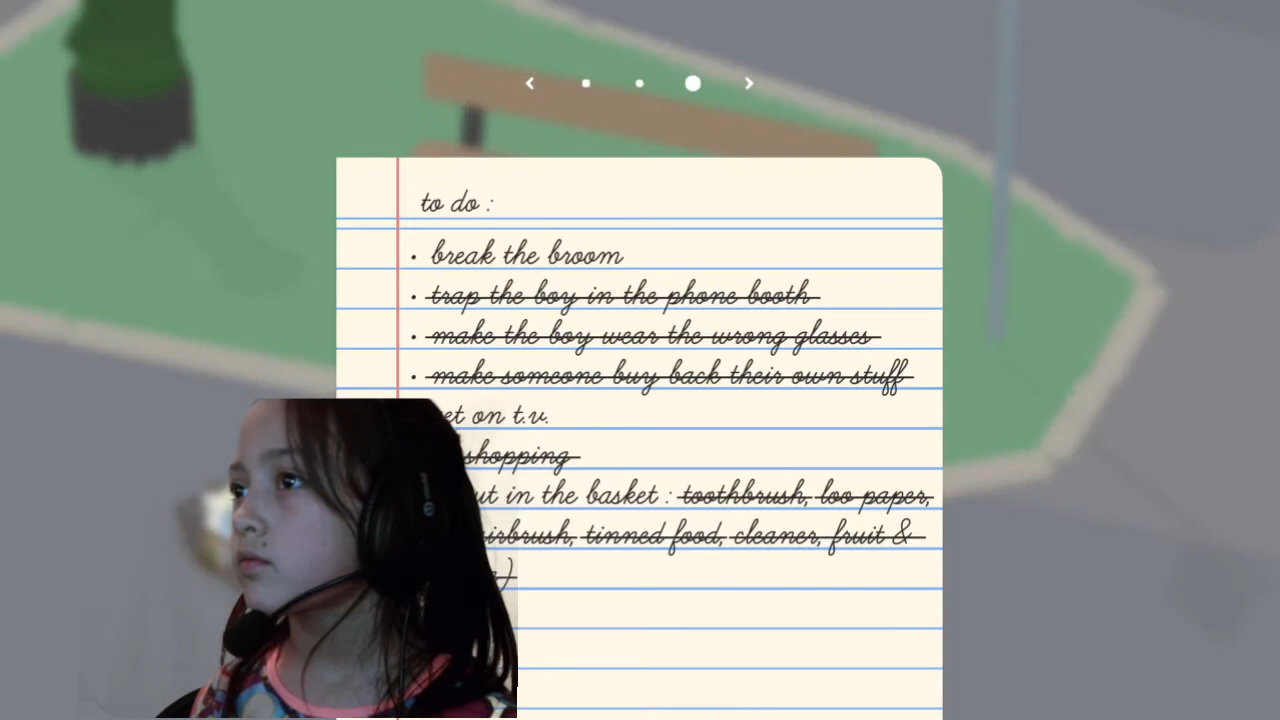 to do :
• break the broom
• trap the boy in the phone booth
• make the boy wear the wrong glasses
• make someone buy back their own stuff
et on t.v.
shopping
ut in the basket : toothbrush, loo paper,
irbrush, tinned food, cleaner, fruit &
)